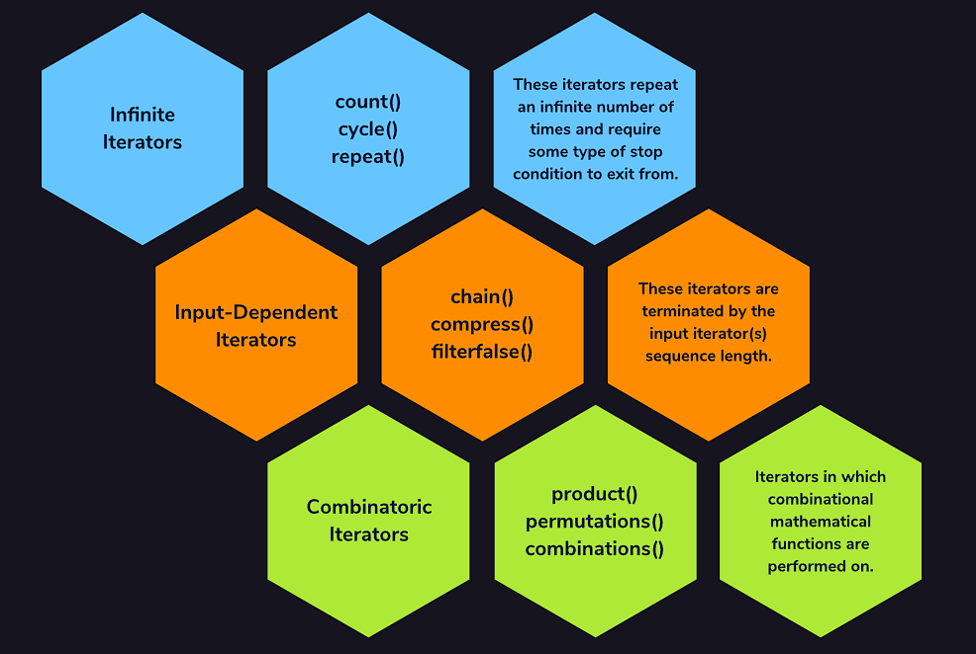 Infinite
Iterators
count()
cycle()
repeat()
These iterators repeat
an infinite number of
times and require
some type of stop
condition to exit from.
Input-Dependent
Iterators
chain()
compress()
filterfalse()
These iterators are
terminated by the
input iterator(s)
sequence length.
Combinatoric
Iterators
product()
permutations()
combinations()
Iterators in which
combinational
mathematical
functions are
performed on.